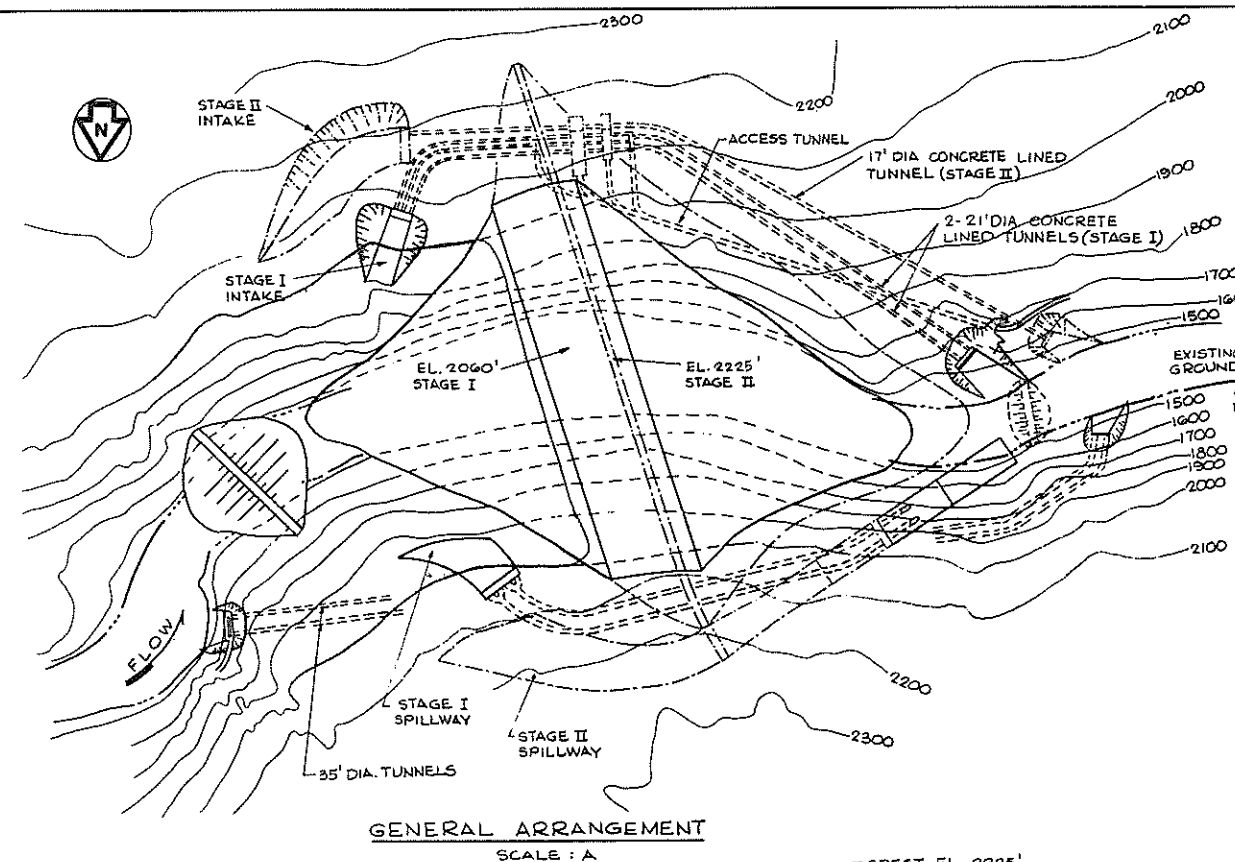 2300
2100
N
STAGE II
INTAKE
2200
2000
ACCESS TUNNEL
17' DIA CONCRETE LINED
TUNNEL (STAGE II)
1900
2-21' DIA. CONCRETE
LINED TUNNELS (STAGE I)
1800
STAGE I
INTAKE
1700
1500
EL. 2060'
STAGE I
EL. 2225'
STAGE II
EXISTING
GROUND
1500
1600
1700
1800
1900
2000
2100
FLOW
2200
STAGE I
SPILLWAY
STAGE II
SPILLWAY
2300
35' DIA. TUNNELS
GENERAL ARRANGEMENT
SCALE : A